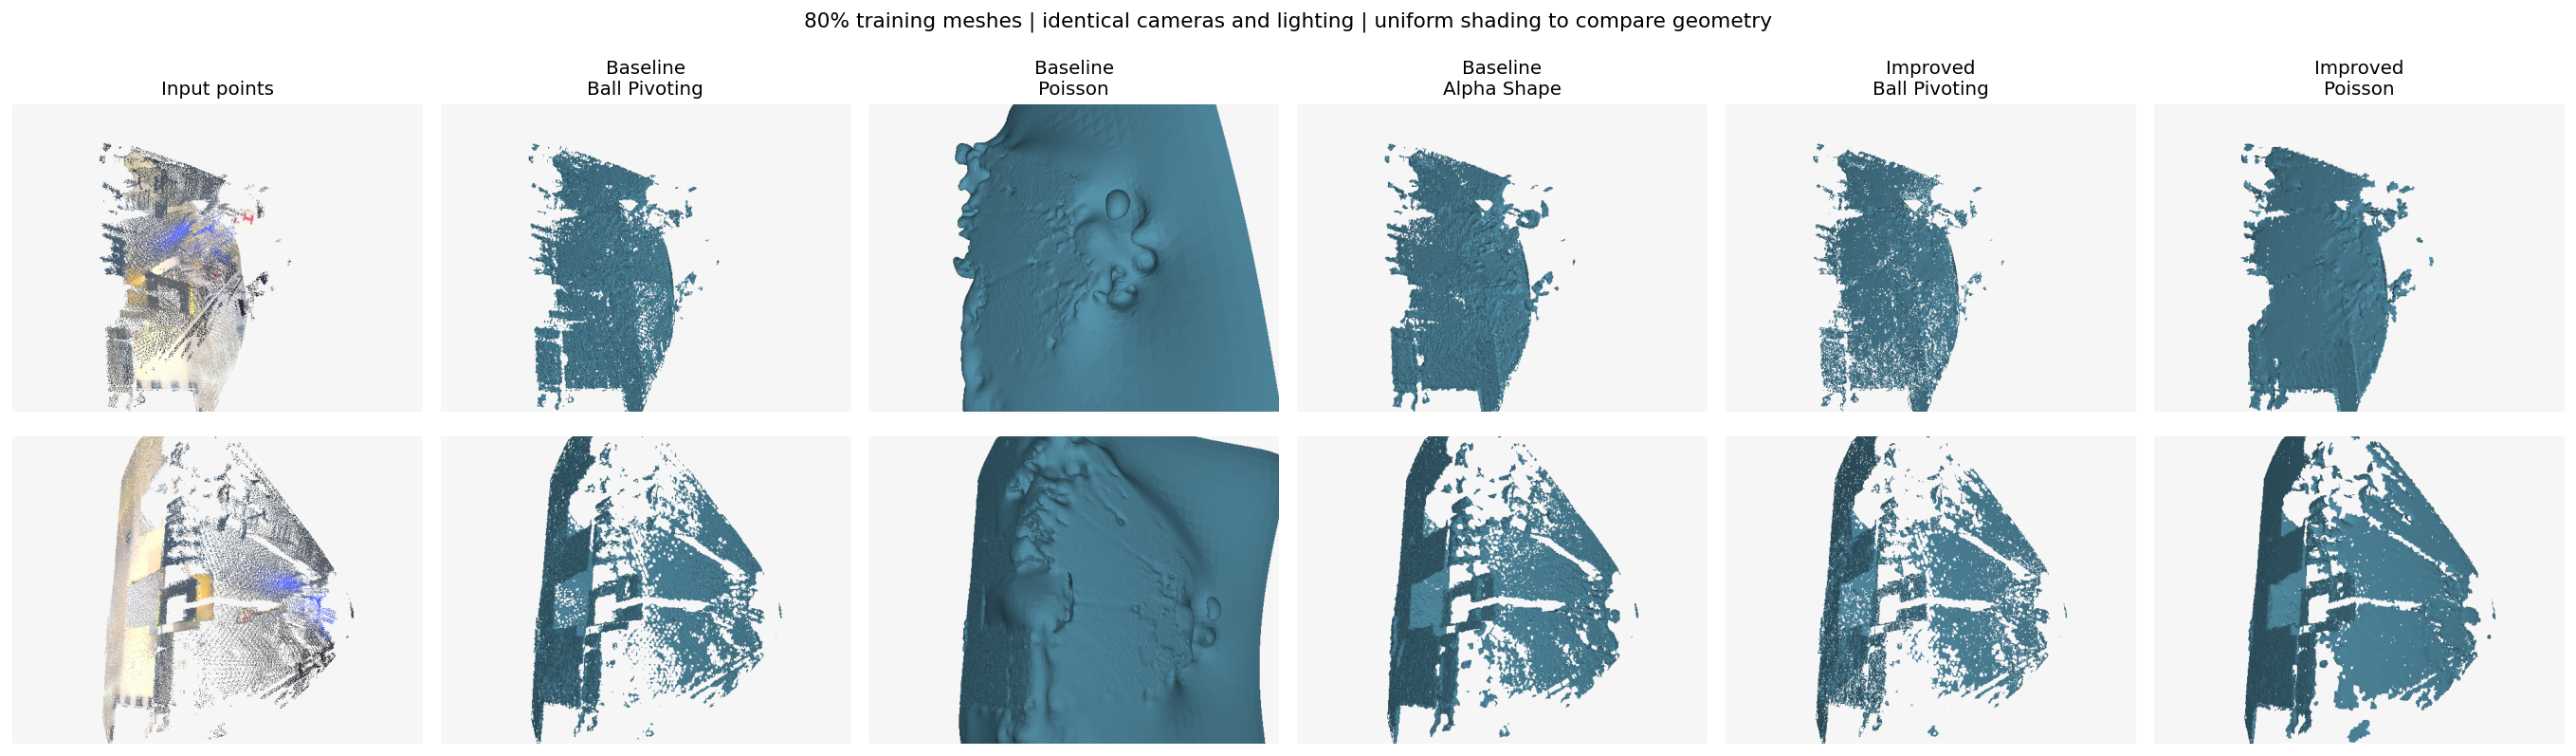 80% training meshes | identical cameras and lighting | uniform shading to compare geometry
Input points
Baseline
Ball Pivoting
Baseline
Poisson
Baseline
Alpha Shape
Improved
Ball Pivoting
Improved
Poisson